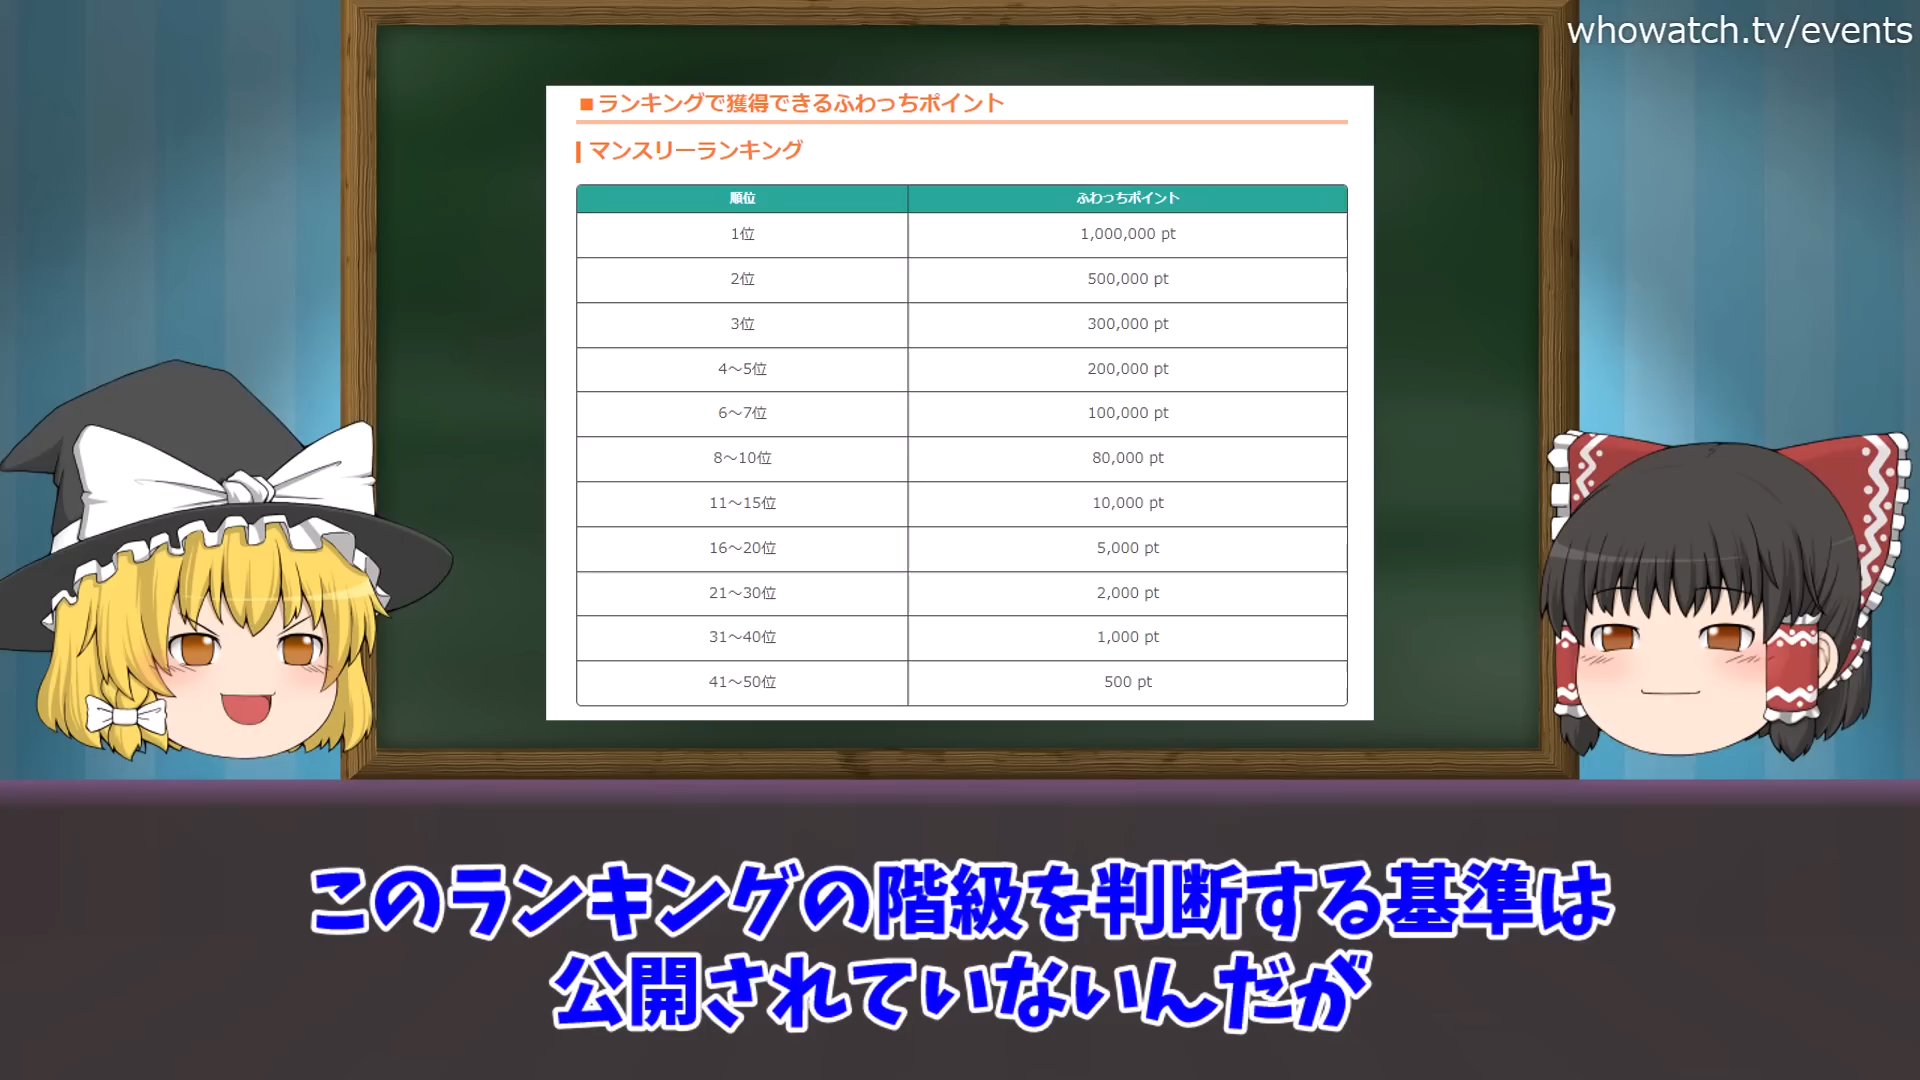 whowatch.tv/events
■ランキングで獲得できるふわっちポイント
マンスリーランキング
順位 ふわっちポイント
1位 1,000,000 pt
2位 500,000 pt
3位 300,000 pt
4～5位 200,000 pt
6～7位 100,000 pt
8～10位 80,000 pt
11～15位 10,000 pt
16～20位 5,000 pt
21～30位 2,000 pt
31～40位 1,000 pt
41～50位 500 pt
このランキングの階級を判断する基準は
公開されていないんだが